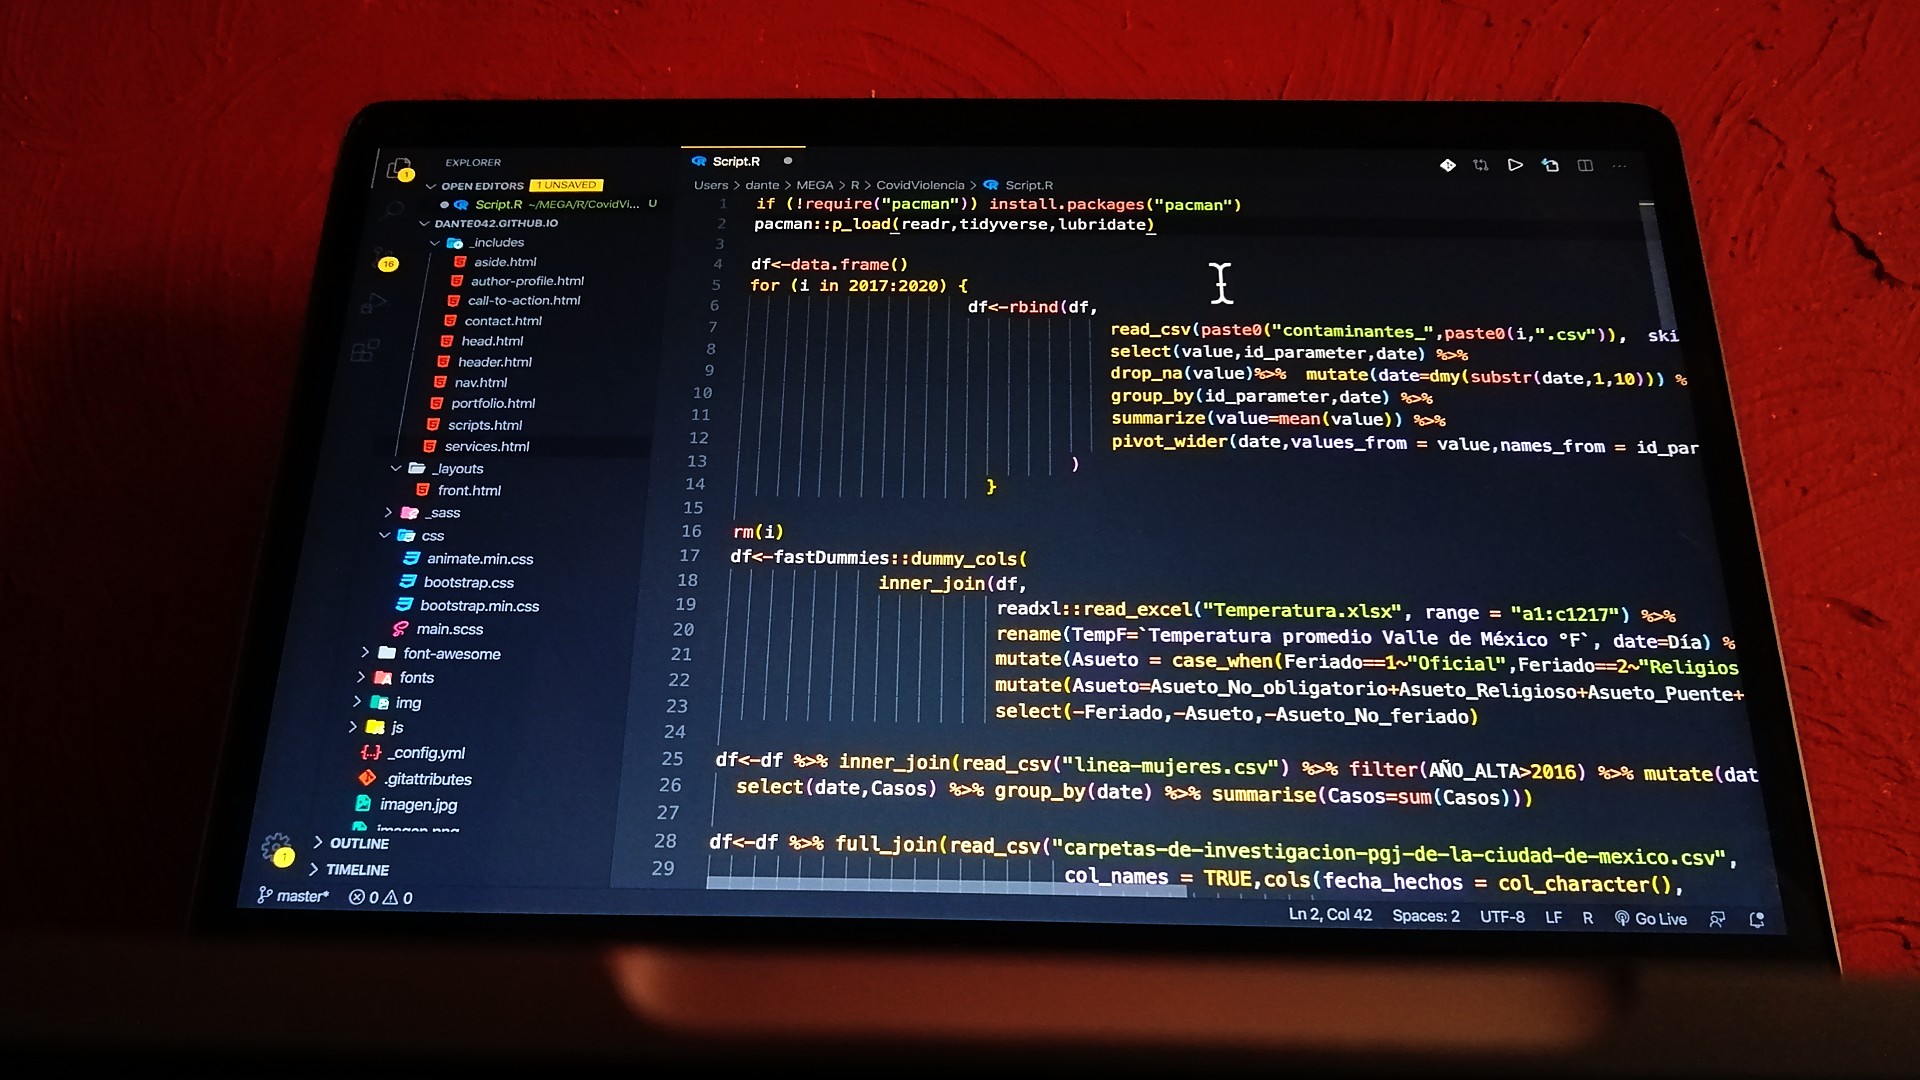 EXPLORER
OPEN EDITORS 1 UNSAVED
Script.R ~/MEGA/R/CovidVi... U
DANTE042.GITHUB.IO
_includes
aside.html
author-profile.html
call-to-action.html
contact.html
head.html
header.html
nav.html
portfolio.html
scripts.html
services.html
_layouts
front.html
_sass
css
animate.min.css
bootstrap.css
bootstrap.min.css
main.scss
font-awesome
fonts
img
js
_config.yml
.gitattributes
imagen.jpg
imagen.png
OUTLINE
TIMELINE
1
16
1
Script.R
Users > dante > MEGA > R > CovidViolencia > Script.R
1 if (!require("pacman")) install.packages("pacman")
2 pacman::p_load(readr,tidyverse,lubridate)
3
4 df<-data.frame()
5 for (i in 2017:2020) {
6 df<-rbind(df,
7 read_csv(paste0("contaminantes_",paste0(i,".csv")), ski
8 select(value,id_parameter,date) %>%
9 drop_na(value)%>% mutate(date=dmy(substr(date,1,10))) %
10 group_by(id_parameter,date) %>%
11 summarize(value=mean(value)) %>%
12 pivot_wider(date,values_from = value,names_from = id_par
13 )
14 }
15
16 rm(i)
17 df<-fastDummies::dummy_cols(
18 inner_join(df,
19 readxl::read_excel("Temperatura.xlsx", range = "a1:c1217") %>%
20 rename(TempF=`Temperatura promedio Valle de México °F`, date=Día) %
21 mutate(Asueto = case_when(Feriado==1~"Oficial",Feriado==2~"Religios
22 mutate(Asueto=Asueto_No_obligatorio+Asueto_Religioso+Asueto_Puente+
23 select(-Feriado,-Asueto,-Asueto_No_feriado)
24
25 df<-df %>% inner_join(read_csv("linea-mujeres.csv") %>% filter(AÑO_ALTA>2016) %>% mutate(dat
26 select(date,Casos) %>% group_by(date) %>% summarise(Casos=sum(Casos)))
27
28 df<-df %>% full_join(read_csv("carpetas-de-investigacion-pgj-de-la-ciudad-de-mexico.csv",
29 col_names = TRUE,cols(fecha_hechos = col_character(),
master* 0 0 Ln 2, Col 42 Spaces: 2 UTF-8 LF R Go Live